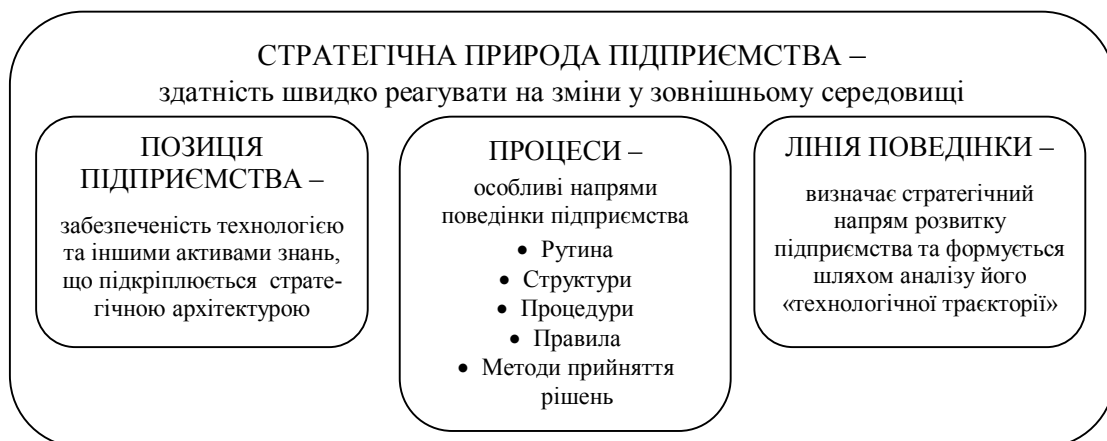 СТРАТЕГІЧНА ПРИРОДА ПІДПРИЄМСТВА –
здатність швидко реагувати на зміни у зовнішньому середовищі
ПОЗИЦІЯ
ПІДПРИЄМСТВА –
забезпеченість технологією
та іншими активами знань,
що підкріплюється страте-
гічною архітектурою
ПРОЦЕСИ –
особливі напрями
поведінки підприємства
• Рутина
• Структури
• Процедури
• Правила
• Методи прийняття
рішень
ЛІНІЯ ПОВЕДІНКИ –
визначає стратегічний
напрям розвитку
підприємства та формується
шляхом аналізу його
«технологічної траєкторії»